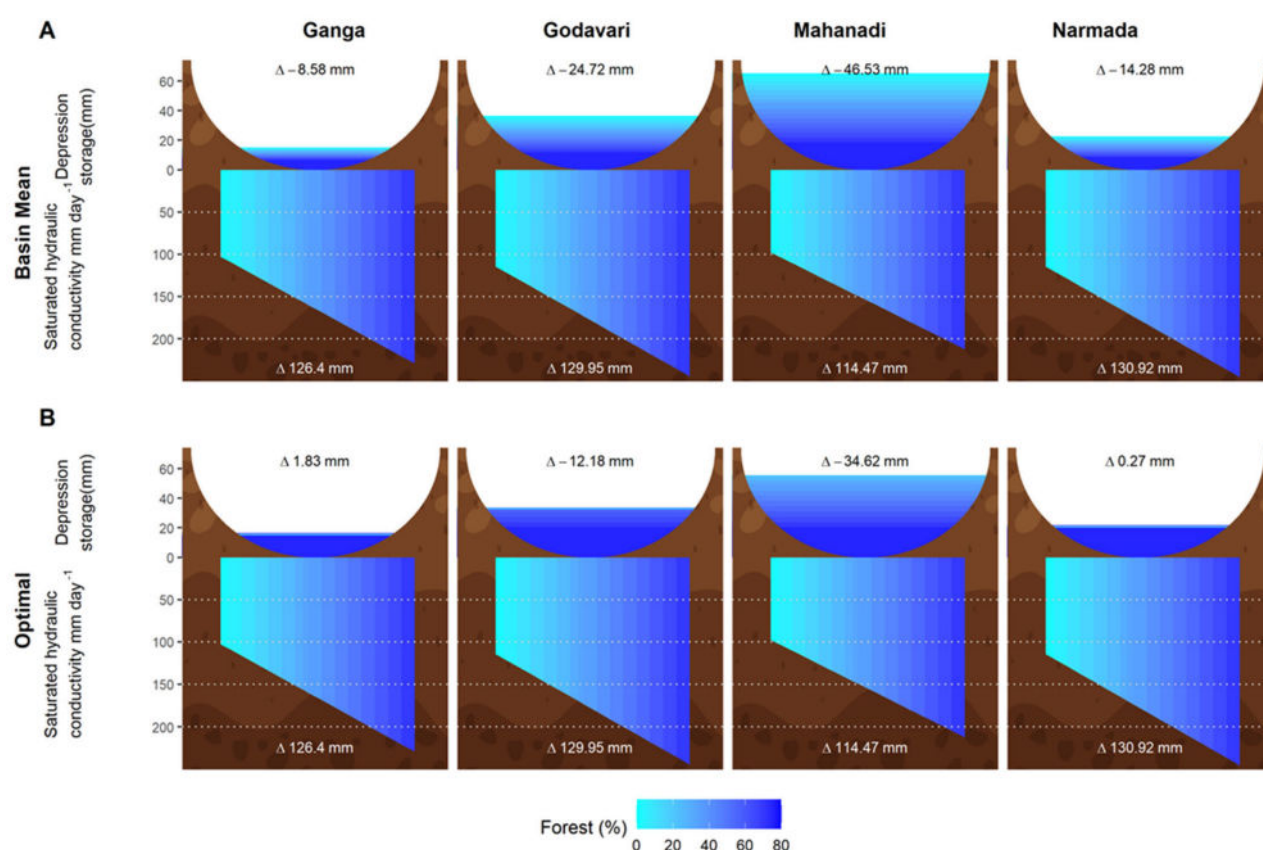 A
Ganga Godavari Mahanadi Narmada
Δ −8.58 mm Δ −24.72 mm Δ −46.53 mm Δ −14.28 mm
Basin Mean
Depression
storage(mm)
60
40
20
0
Saturated hydraulic
conductivity mm day⁻¹
50
100
150
200
Δ 126.4 mm Δ 129.95 mm Δ 114.47 mm Δ 130.92 mm
B
Δ 1.83 mm Δ −12.18 mm Δ −34.62 mm Δ 0.27 mm
Optimal
Depression
storage(mm)
60
40
20
0
Saturated hydraulic
conductivity mm day⁻¹
50
100
150
200
Δ 126.4 mm Δ 129.95 mm Δ 114.47 mm Δ 130.92 mm
Forest (%)
0 20 40 60 80